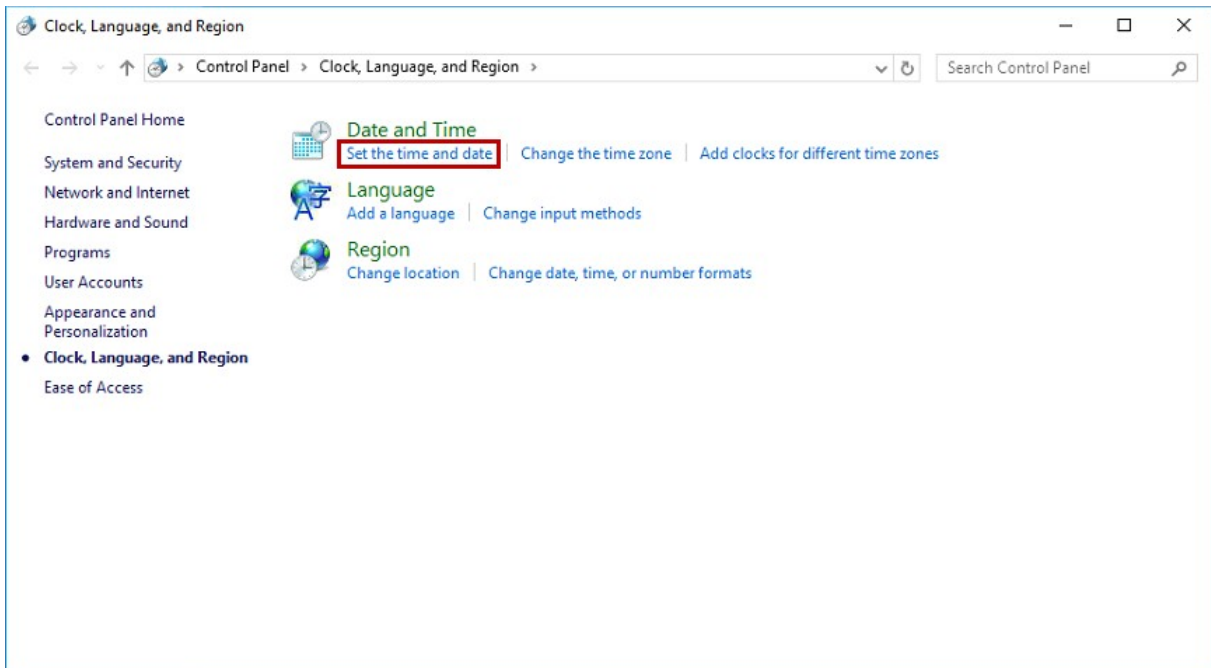 Clock, Language, and Region
Control Panel › Clock, Language, and Region ›
Search Control Panel
Control Panel Home
System and Security
Network and Internet
Hardware and Sound
Programs
User Accounts
Appearance and
Personalization
Clock, Language, and Region
Ease of Access
Date and Time
Set the time and date | Change the time zone | Add clocks for different time zones
Language
Add a language | Change input methods
Region
Change location | Change date, time, or number formats